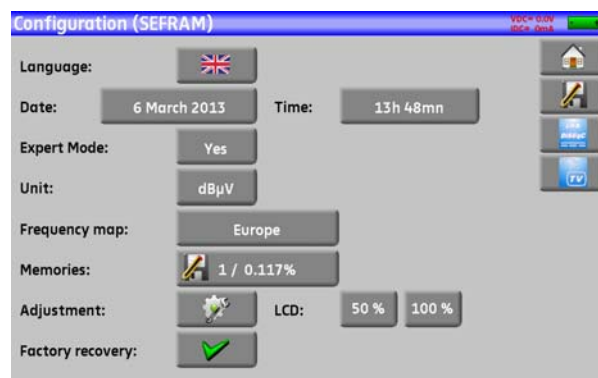 Configuration (SEFRAM)
VDC= 0.0V
IDC= 0mA
Language:
Date: 6 March 2013 Time: 13h 48mn
Expert Mode: Yes
Unit: dBµV
Frequency map: Europe
Memories: 1 / 0.117%
Adjustment: LCD: 50 % 100 %
Factory recovery:
TV